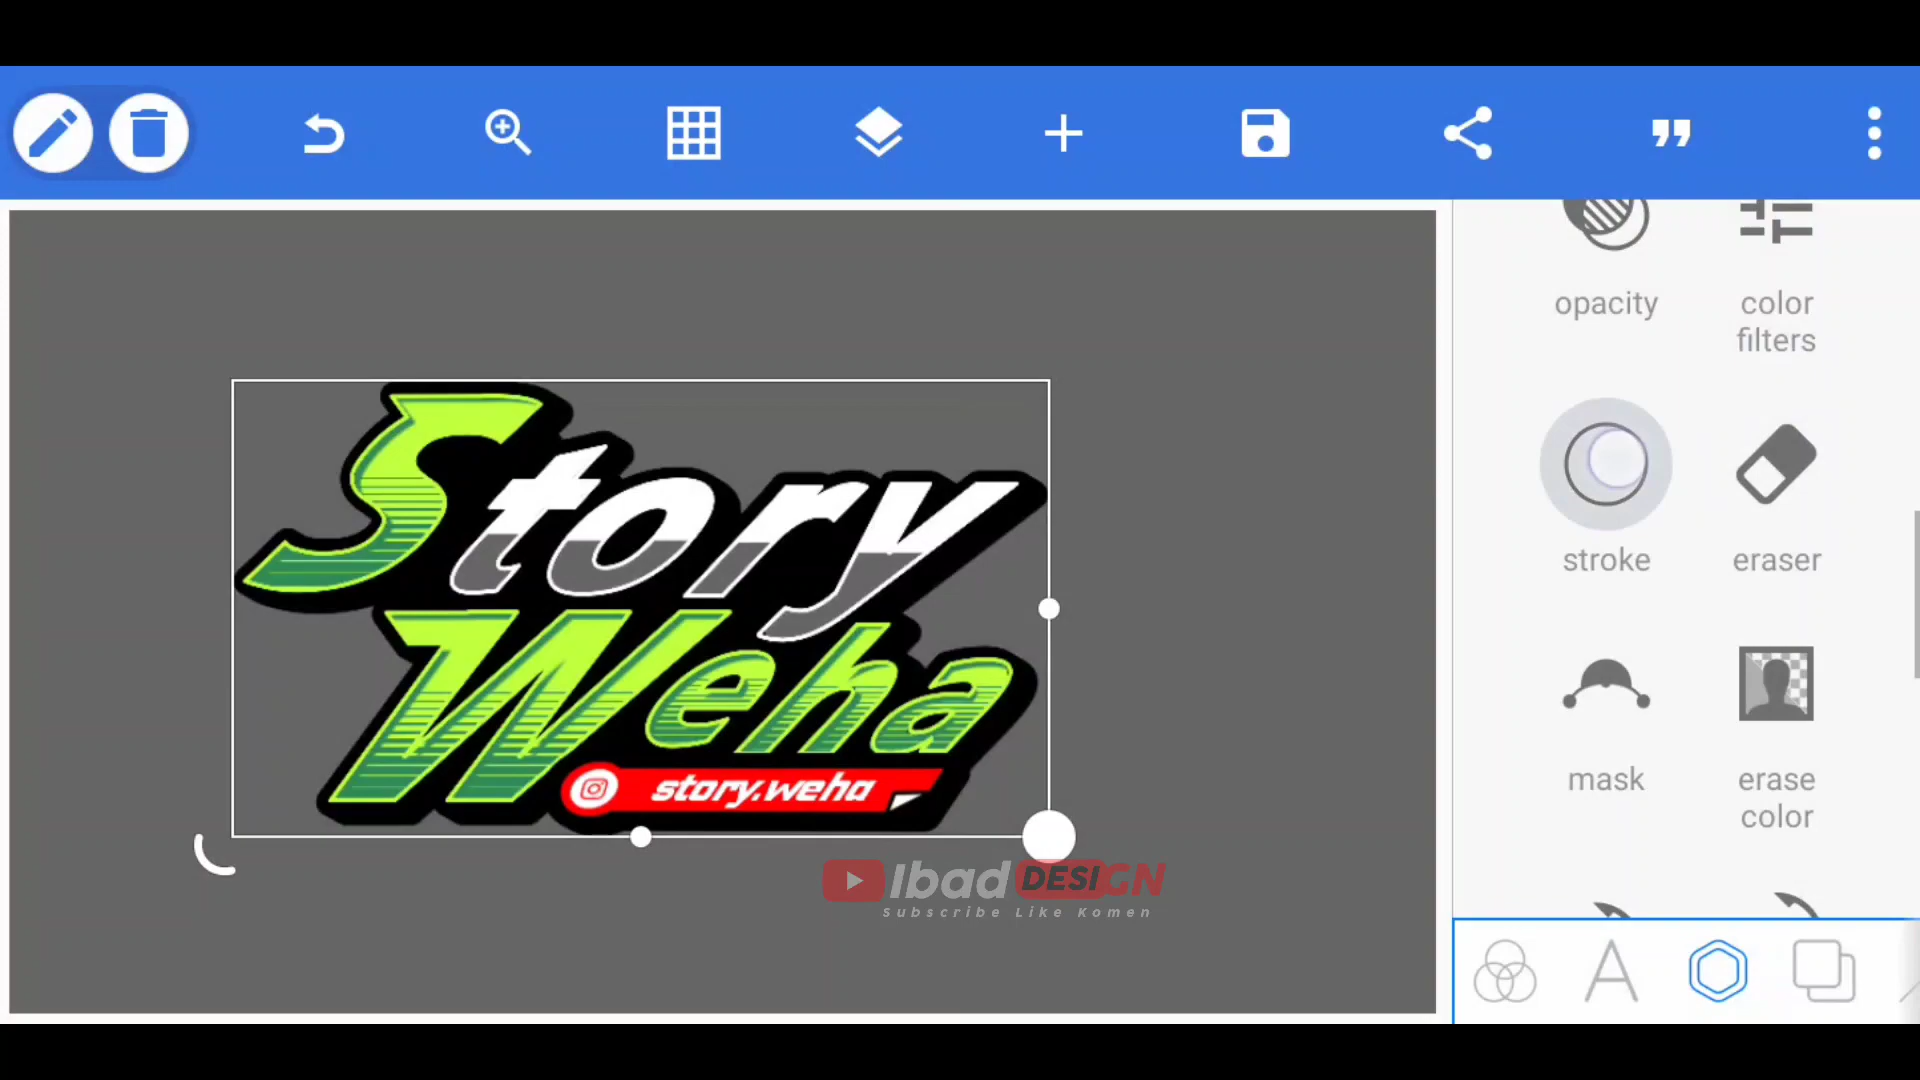 opacity
color
filters
Story
stroke
eraser
Weha
story.weha
mask
erase
color
Ibad DESIGN
Subscribe Like Komen